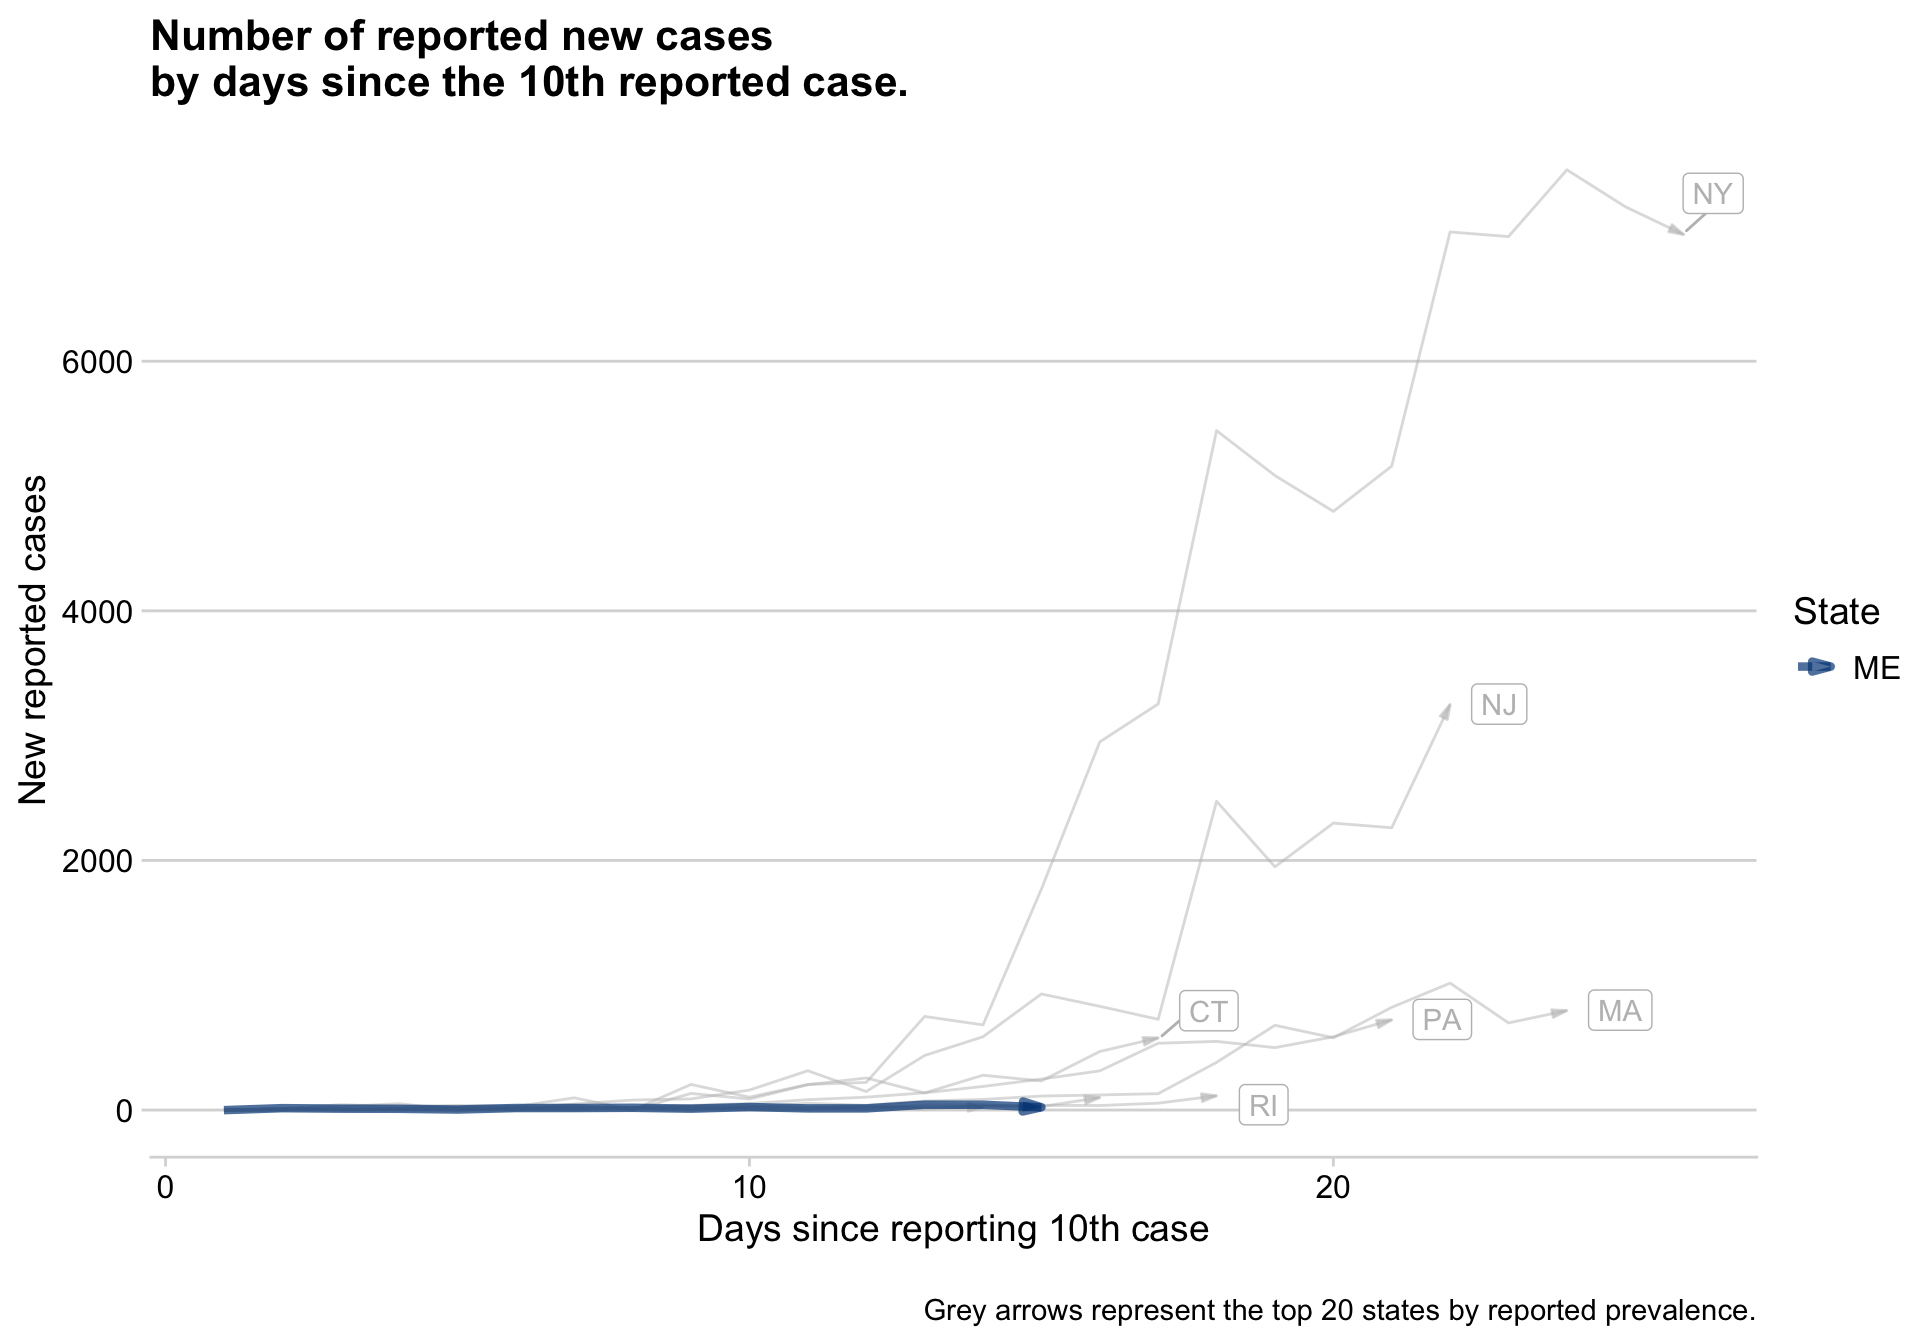 Number of reported new cases
by days since the 10th reported case.
NY
6000
New reported cases
4000
State
ME
NJ
2000
CT
PA
MA
RI
0
0
10
20
Days since reporting 10th case
Grey arrows represent the top 20 states by reported prevalence.